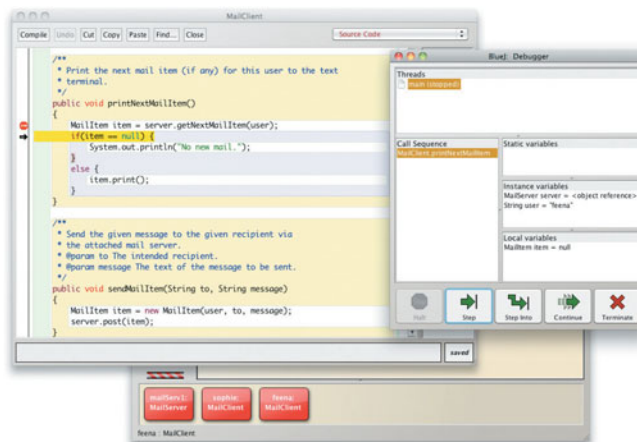 MailClient
Compile Undo Cut Copy Paste Find... Close Source Code
/**
* Print the next mail item (if any) for this user to the text
* terminal.
*/
public void printNextMailItem()
{
MailItem item = server.getNextMailItem(user);
if(item == null) {
System.out.println("No new mail.");
}
else {
item.print();
}
}
/**
* Send the given message to the given recipient via
* the attached mail server.
* @param to The intended recipient.
* @param message The text of the message to be sent.
*/
public void sendMailItem(String to, String message)
{
MailItem item = new MailItem(user, to, message);
server.post(item);
}
saved
BlueJ: Debugger
Threads
main (stopped)
Call Sequence
MailClient.printNextMailItem
Static variables
Instance variables
MailServer server = <object reference>
String user = "feena"
Local variables
MailItem item = null
Halt Step Step Into Continue Terminate
mailServ1:
MailServer
sophie:
MailClient
feena:
MailClient
feena : MailClient